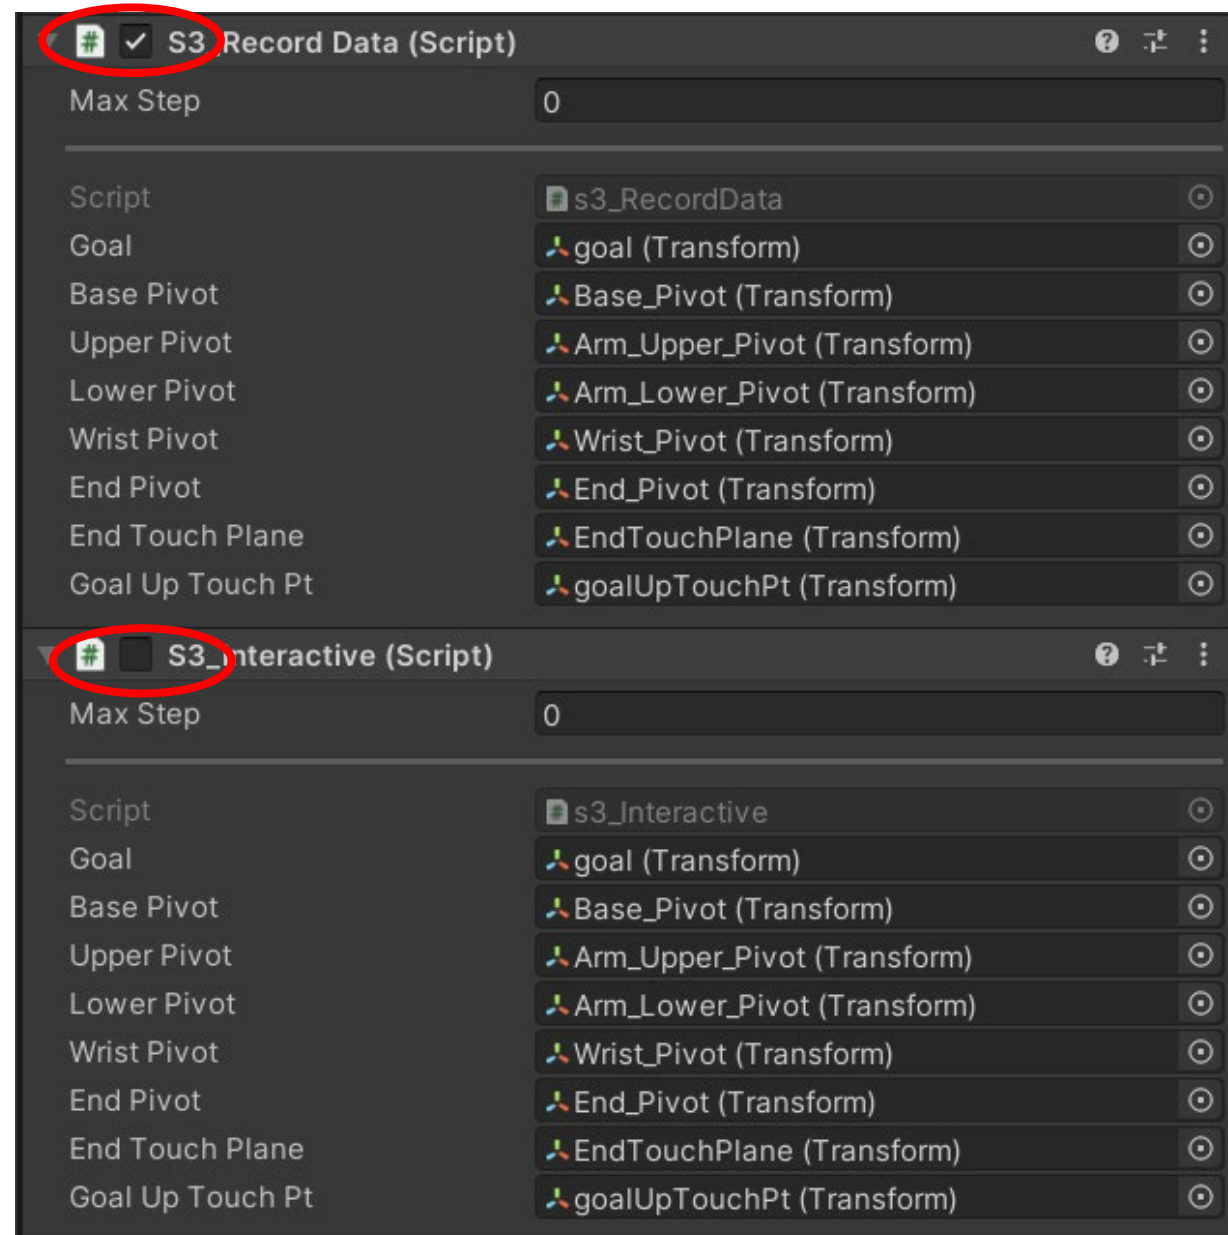 S3_Record Data (Script)
Max Step 0
Script s3_RecordData
Goal goal (Transform)
Base Pivot Base_Pivot (Transform)
Upper Pivot Arm_Upper_Pivot (Transform)
Lower Pivot Arm_Lower_Pivot (Transform)
Wrist Pivot Wrist_Pivot (Transform)
End Pivot End_Pivot (Transform)
End Touch Plane EndTouchPlane (Transform)
Goal Up Touch Pt goalUpTouchPt (Transform)
S3_Interactive (Script)
Max Step 0
Script s3_Interactive
Goal goal (Transform)
Base Pivot Base_Pivot (Transform)
Upper Pivot Arm_Upper_Pivot (Transform)
Lower Pivot Arm_Lower_Pivot (Transform)
Wrist Pivot Wrist_Pivot (Transform)
End Pivot End_Pivot (Transform)
End Touch Plane EndTouchPlane (Transform)
Goal Up Touch Pt goalUpTouchPt (Transform)